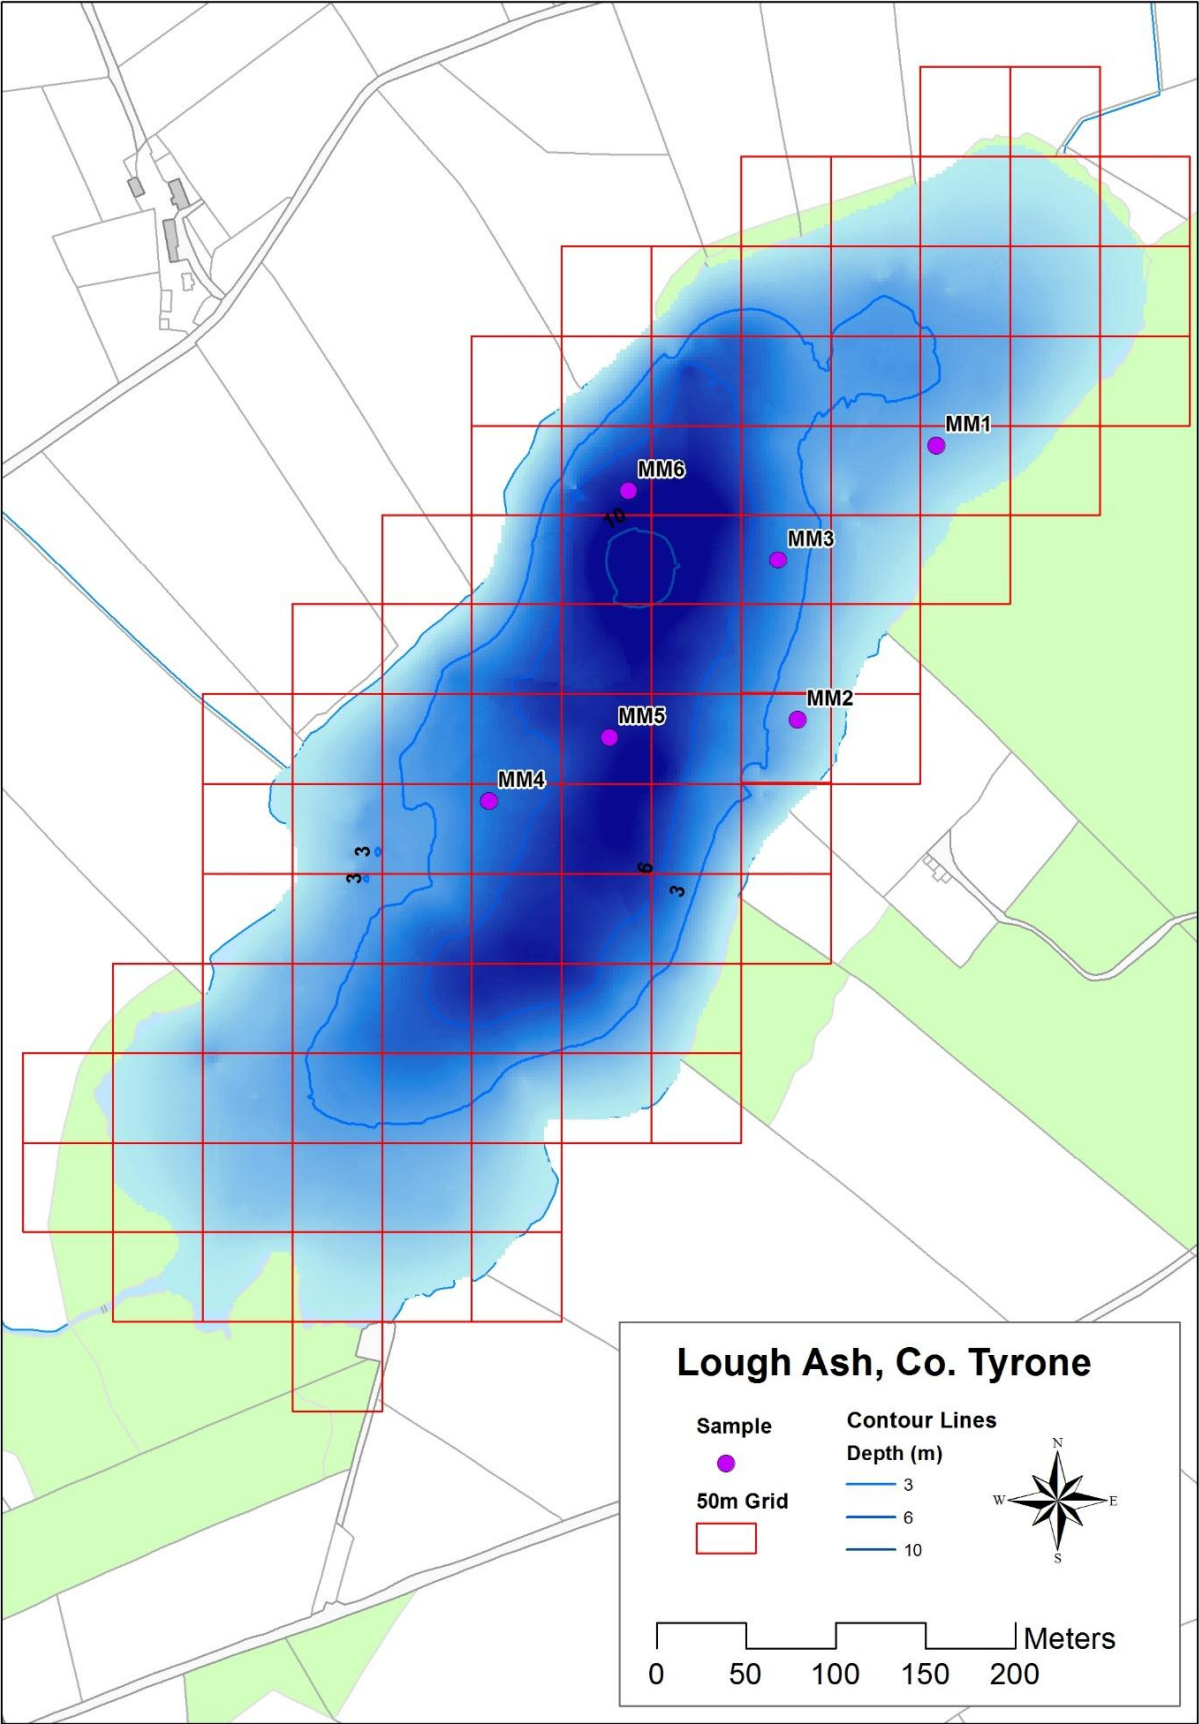 MM1
MM6
10
MM3
MM2
MM5
MM4
3
3
6
3
Lough Ash, Co. Tyrone
Sample
50m Grid
Contour Lines
Depth (m)
3
6
10
N
W E
S
Meters
0 50 100 150 200